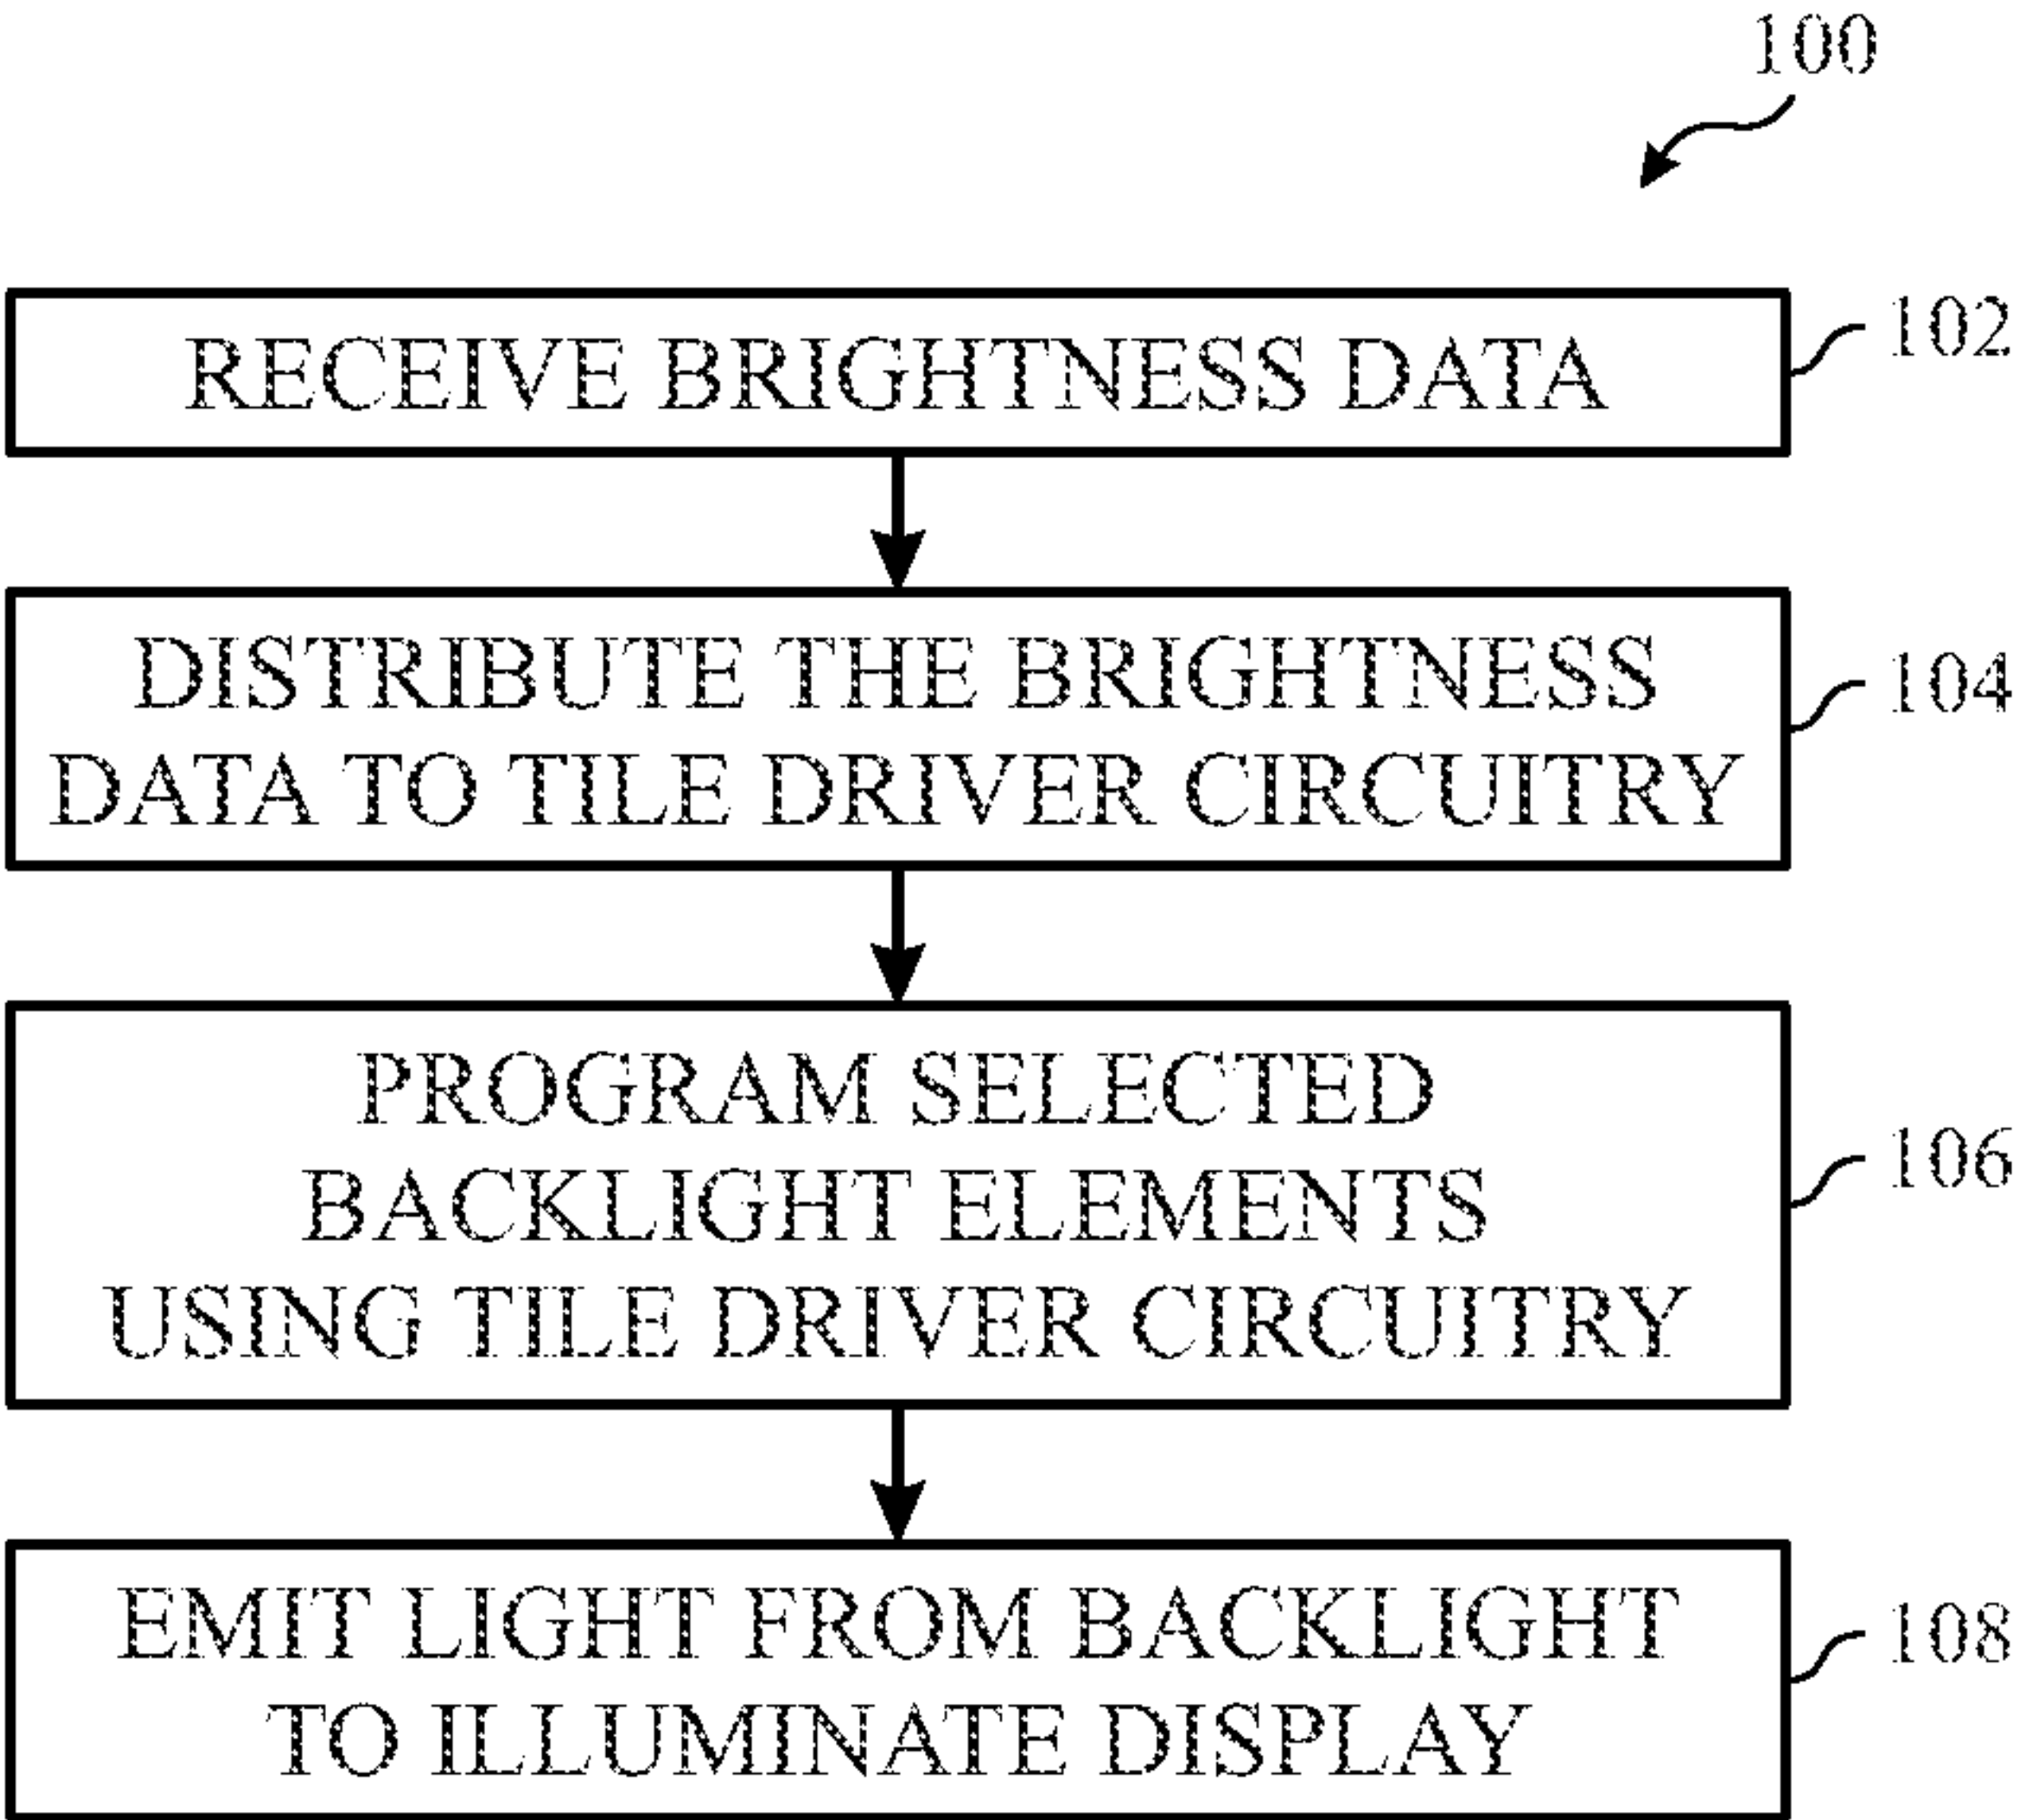 100
RECEIVE BRIGHTNESS DATA
102
DISTRIBUTE THE BRIGHTNESS
DATA TO TILE DRIVER CIRCUITRY
104
PROGRAM SELECTED
BACKLIGHT ELEMENTS
USING TILE DRIVER CIRCUITRY
106
EMIT LIGHT FROM BACKLIGHT
TO ILLUMINATE DISPLAY
108